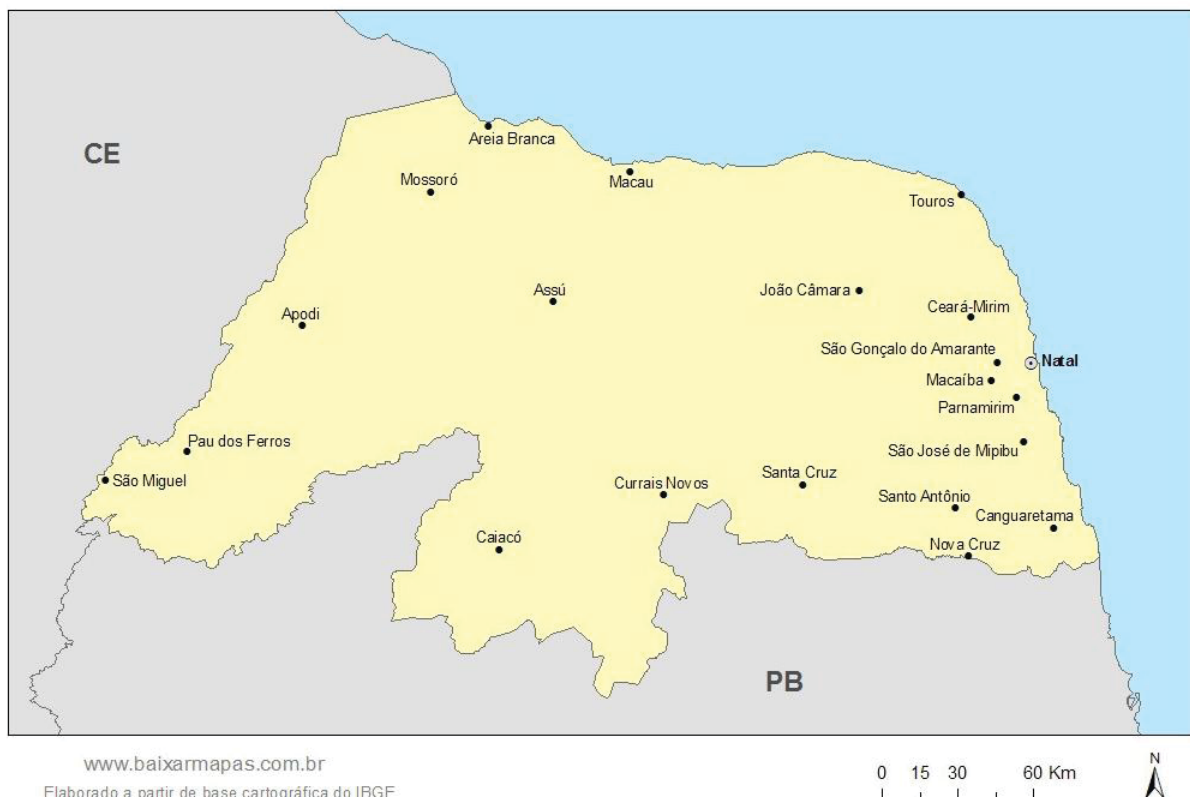 CE
Areia Branca
Mossoró
Macau
Touros
Assú
João Câmara
Apodi
Ceará-Mirim
São Gonçalo do Amarante
Natal
Macaíba
Parnamirim
Pau dos Ferros
São José de Mipibu
São Miguel
Currais Novos
Santa Cruz
Santo Antônio
Canguaretama
Caiacó
Nova Cruz
PB
www.baixarmapas.com.br
Elaborado a partir de base cartográfica do IBGE
0 15 30 60 Km
N